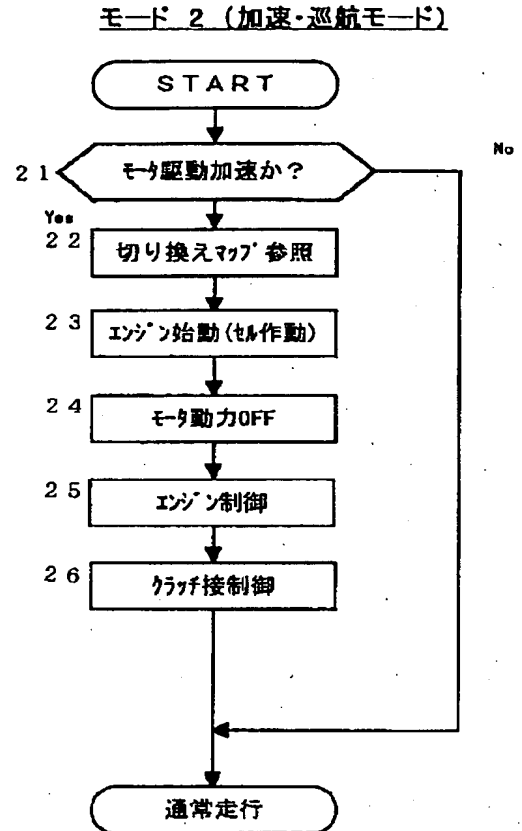 モード 2 (加速・巡航モード)
START
No
21 モータ駆動加速か?
Yes
22 切り換えマップ参照
23 エンジン始動(セル作動)
24 モータ動力OFF
25 エンジン制御
26 クラッチ接制御
通常走行